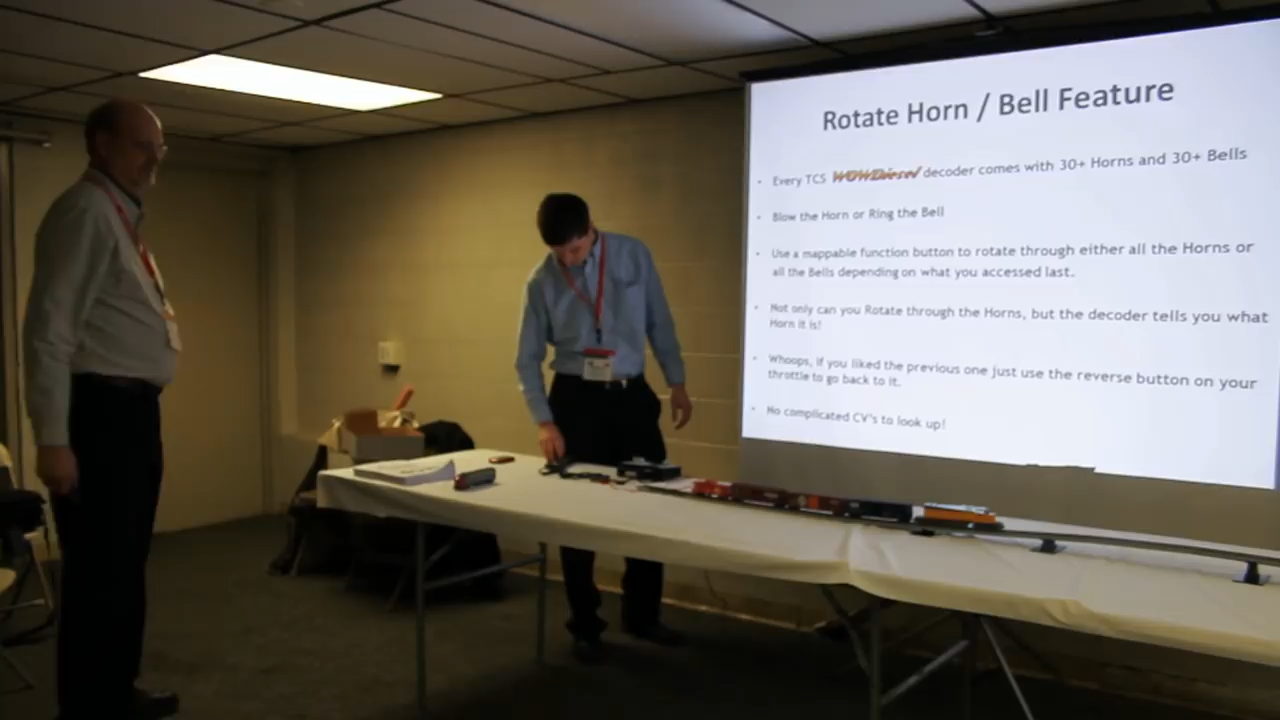 Rotate Horn / Bell Feature
• Every TCS WOWDiesel decoder comes with 30+ Horns and 30+ Bells
• Blow the Horn or Ring the Bell
• Use a mappable function button to rotate through either all the Horns or
all the Bells depending on what you accessed last.
• Not only can you Rotate through the Horns, but the decoder tells you what
Horn it is!
• Whoops, if you liked the previous one just use the reverse button on your
throttle to go back to it.
• No complicated CV's to look up!